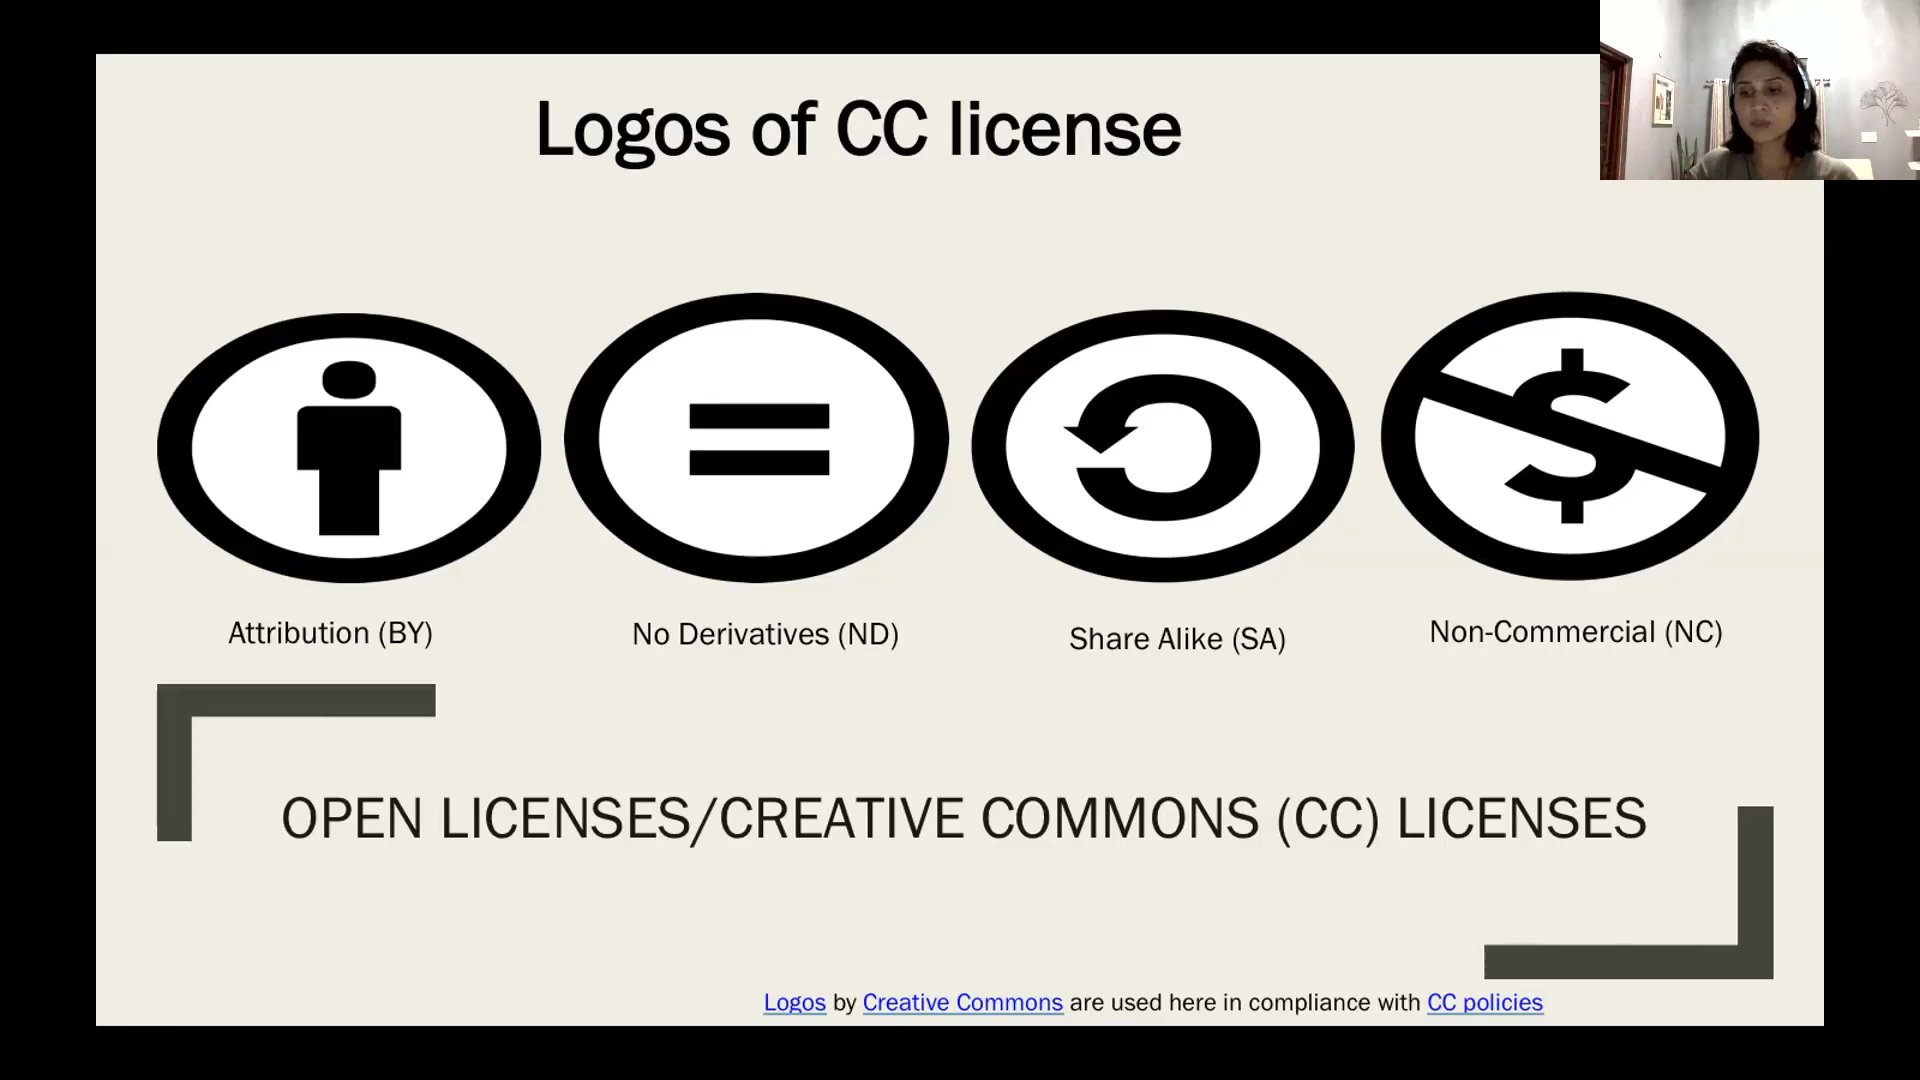 Logos of CC license
Attribution (BY)
No Derivatives (ND)
Share Alike (SA)
Non-Commercial (NC)
OPEN LICENSES/CREATIVE COMMONS (CC) LICENSES
Logos by Creative Commons are used here in compliance with CC policies